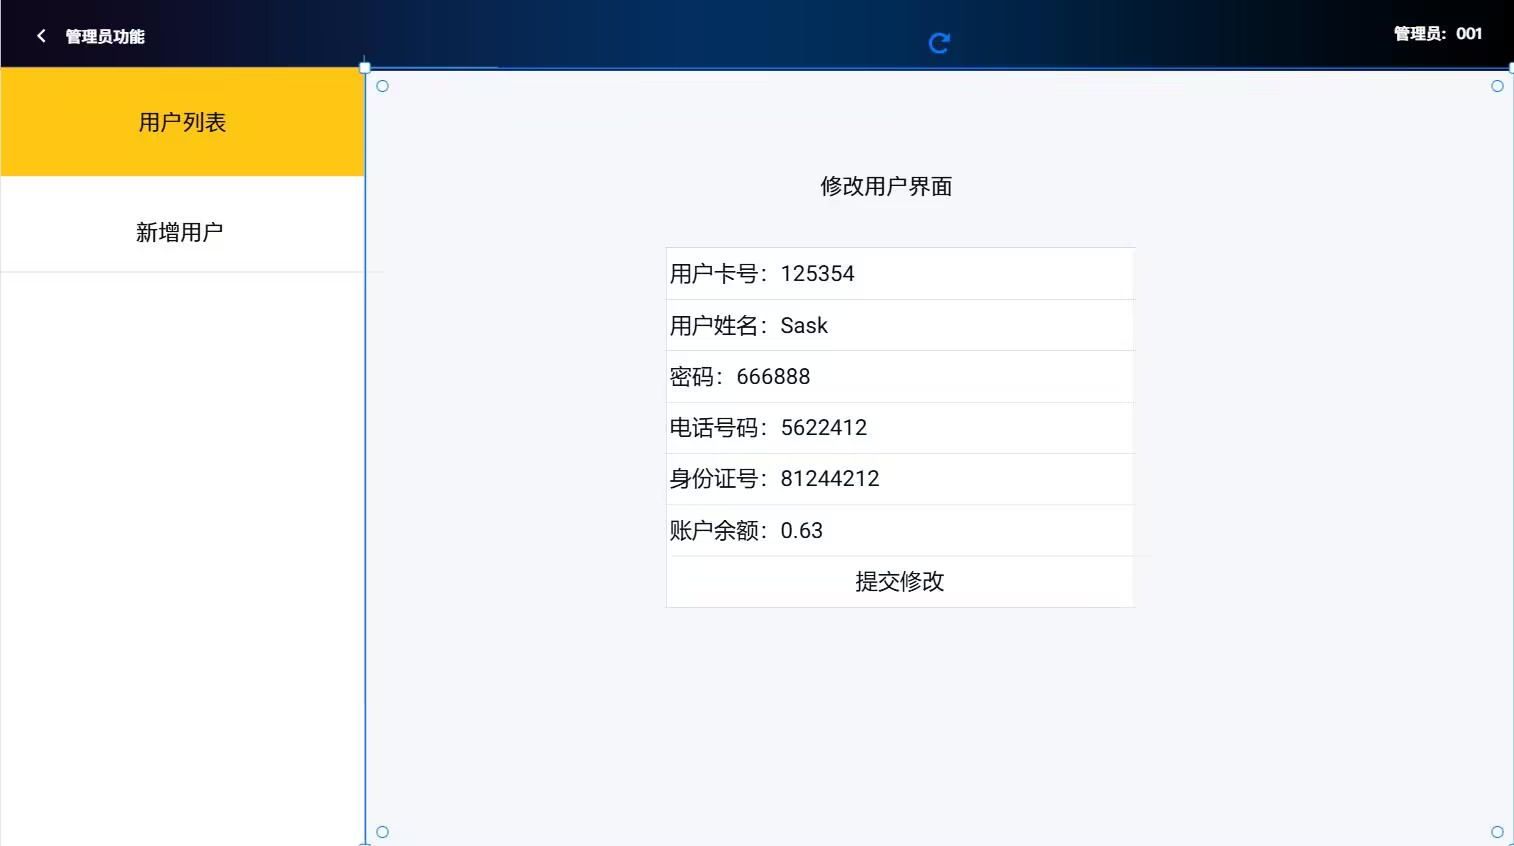 管理员功能
管理员：001
用户列表
新增用户
修改用户界面
用户卡号：125354
用户姓名：Sask
密码：666888
电话号码：5622412
身份证号：81244212
账户余额：0.63
提交修改